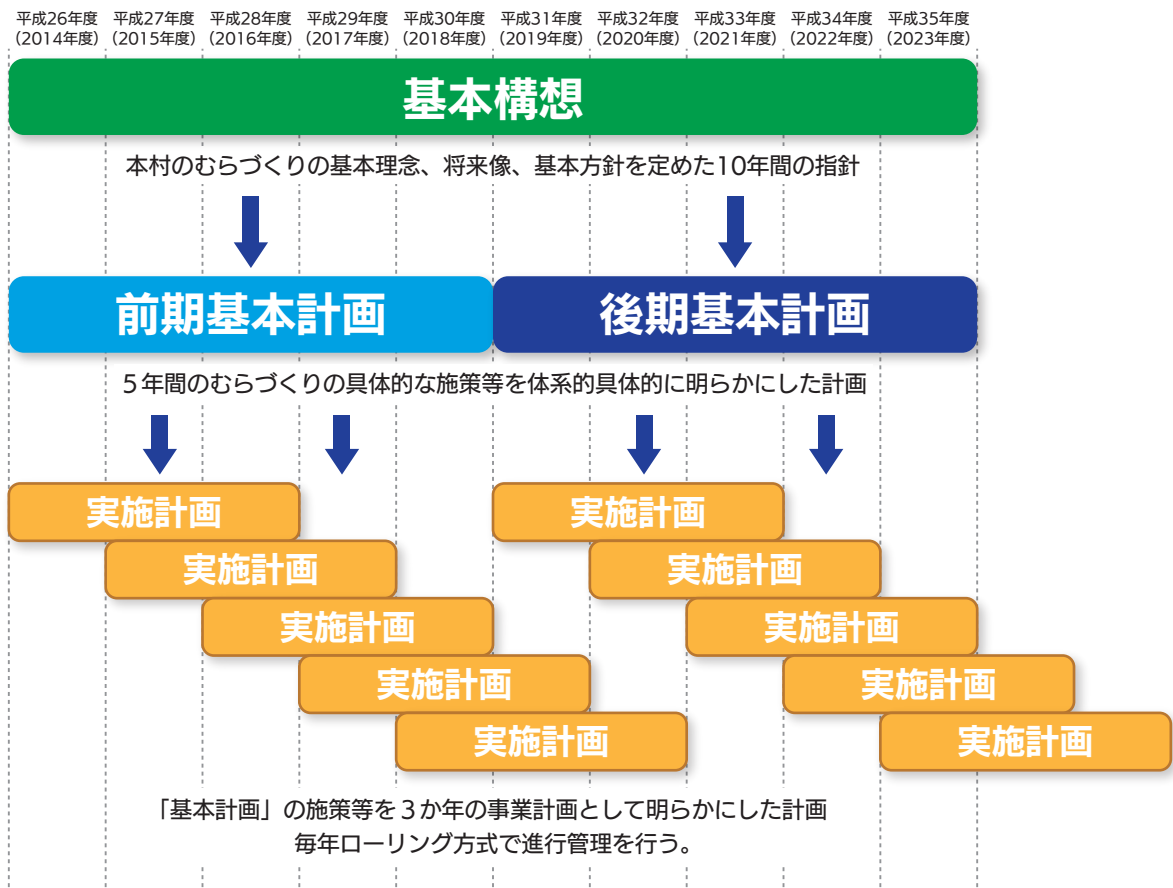 平成26年度 平成27年度 平成28年度 平成29年度 平成30年度 平成31年度 平成32年度 平成33年度 平成34年度 平成35年度
（2014年度）（2015年度）（2016年度）（2017年度）（2018年度）（2019年度）（2020年度）（2021年度）（2022年度）（2023年度）
基本構想
本村のむらづくりの基本理念、将来像、基本方針を定めた10年間の指針
前期基本計画 後期基本計画
５年間のむらづくりの具体的な施策等を体系的具体的に明らかにした計画
実施計画 実施計画
実施計画 実施計画
実施計画 実施計画
実施計画 実施計画
実施計画 実施計画
「基本計画」の施策等を３か年の事業計画として明らかにした計画
毎年ローリング方式で進行管理を行う。